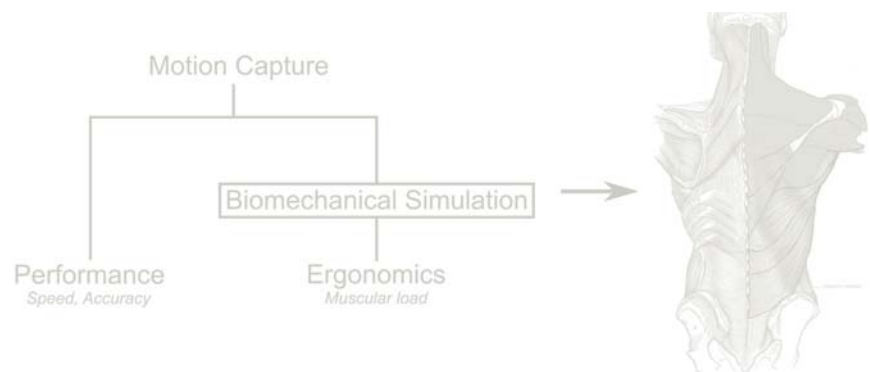 Motion Capture
Biomechanical Simulation
Performance
Speed, Accuracy
Ergonomics
Muscular load